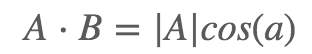 A · B = |A|cos(a)